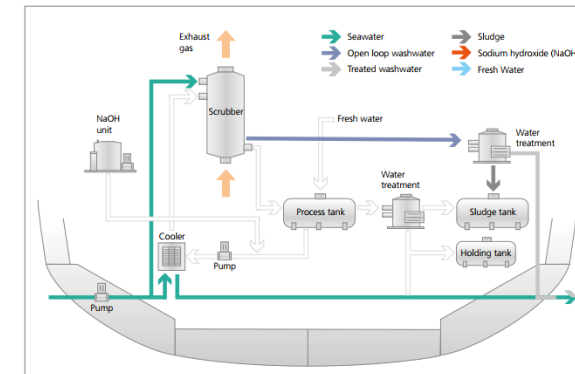 Exhaust
gas
Seawater
Open loop washwater
Treated washwater
Sludge
Sodium hydroxide (NaOH
Fresh Water
NaOH
unit
Scrubber
Fresh water
Water
treatment
Water
treatment
Process tank
Sludge tank
Cooler
Pump
Holding tank
Pump